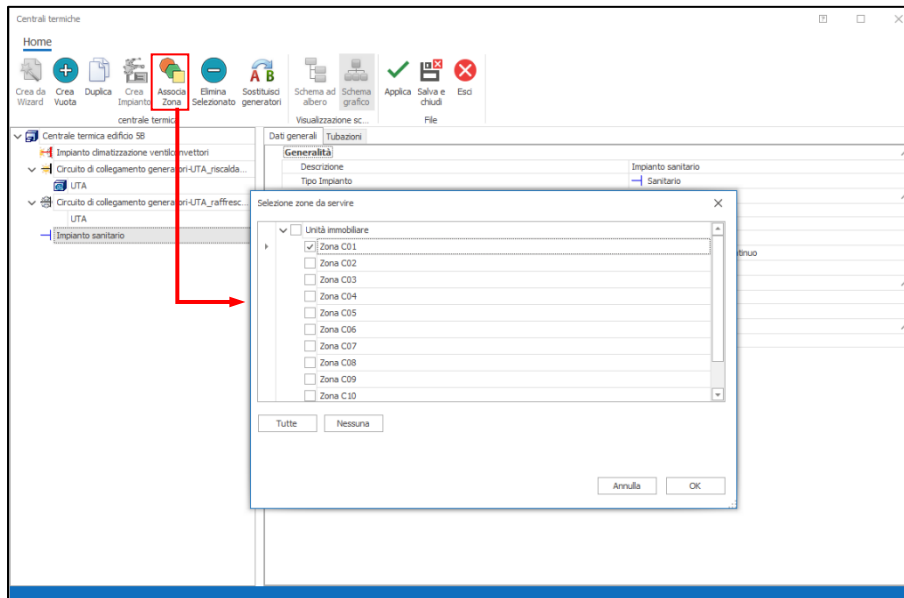 Centrali termiche
Home
Crea da Wizard
Crea Vuota
Duplica
Crea Impianto
Associa Zona
Elimina Selezionato
Sostituisci generatori
Schema ad albero
Schema grafico
Applica
Salva e chiudi
Esci
centrale termica
Visualizzazione sc...
File
Centrale termica edificio SB
Impianto climatizzazione ventilconvettori
Circuito di collegamento generatori-UTA_riscalda...
UTA
Circuito di collegamento generatori-UTA_raffresc...
UTA
Impianto sanitario
Dati generali Tubazioni
Generalità
Descrizione Impianto sanitario
Tipo Impianto Sanitario
tinuo
Selezione zone da servire
Unità immobiliare
Zona C01
Zona C02
Zona C03
Zona C04
Zona C05
Zona C06
Zona C07
Zona C08
Zona C09
Zona C10
Tutte Nessuna
Annulla OK